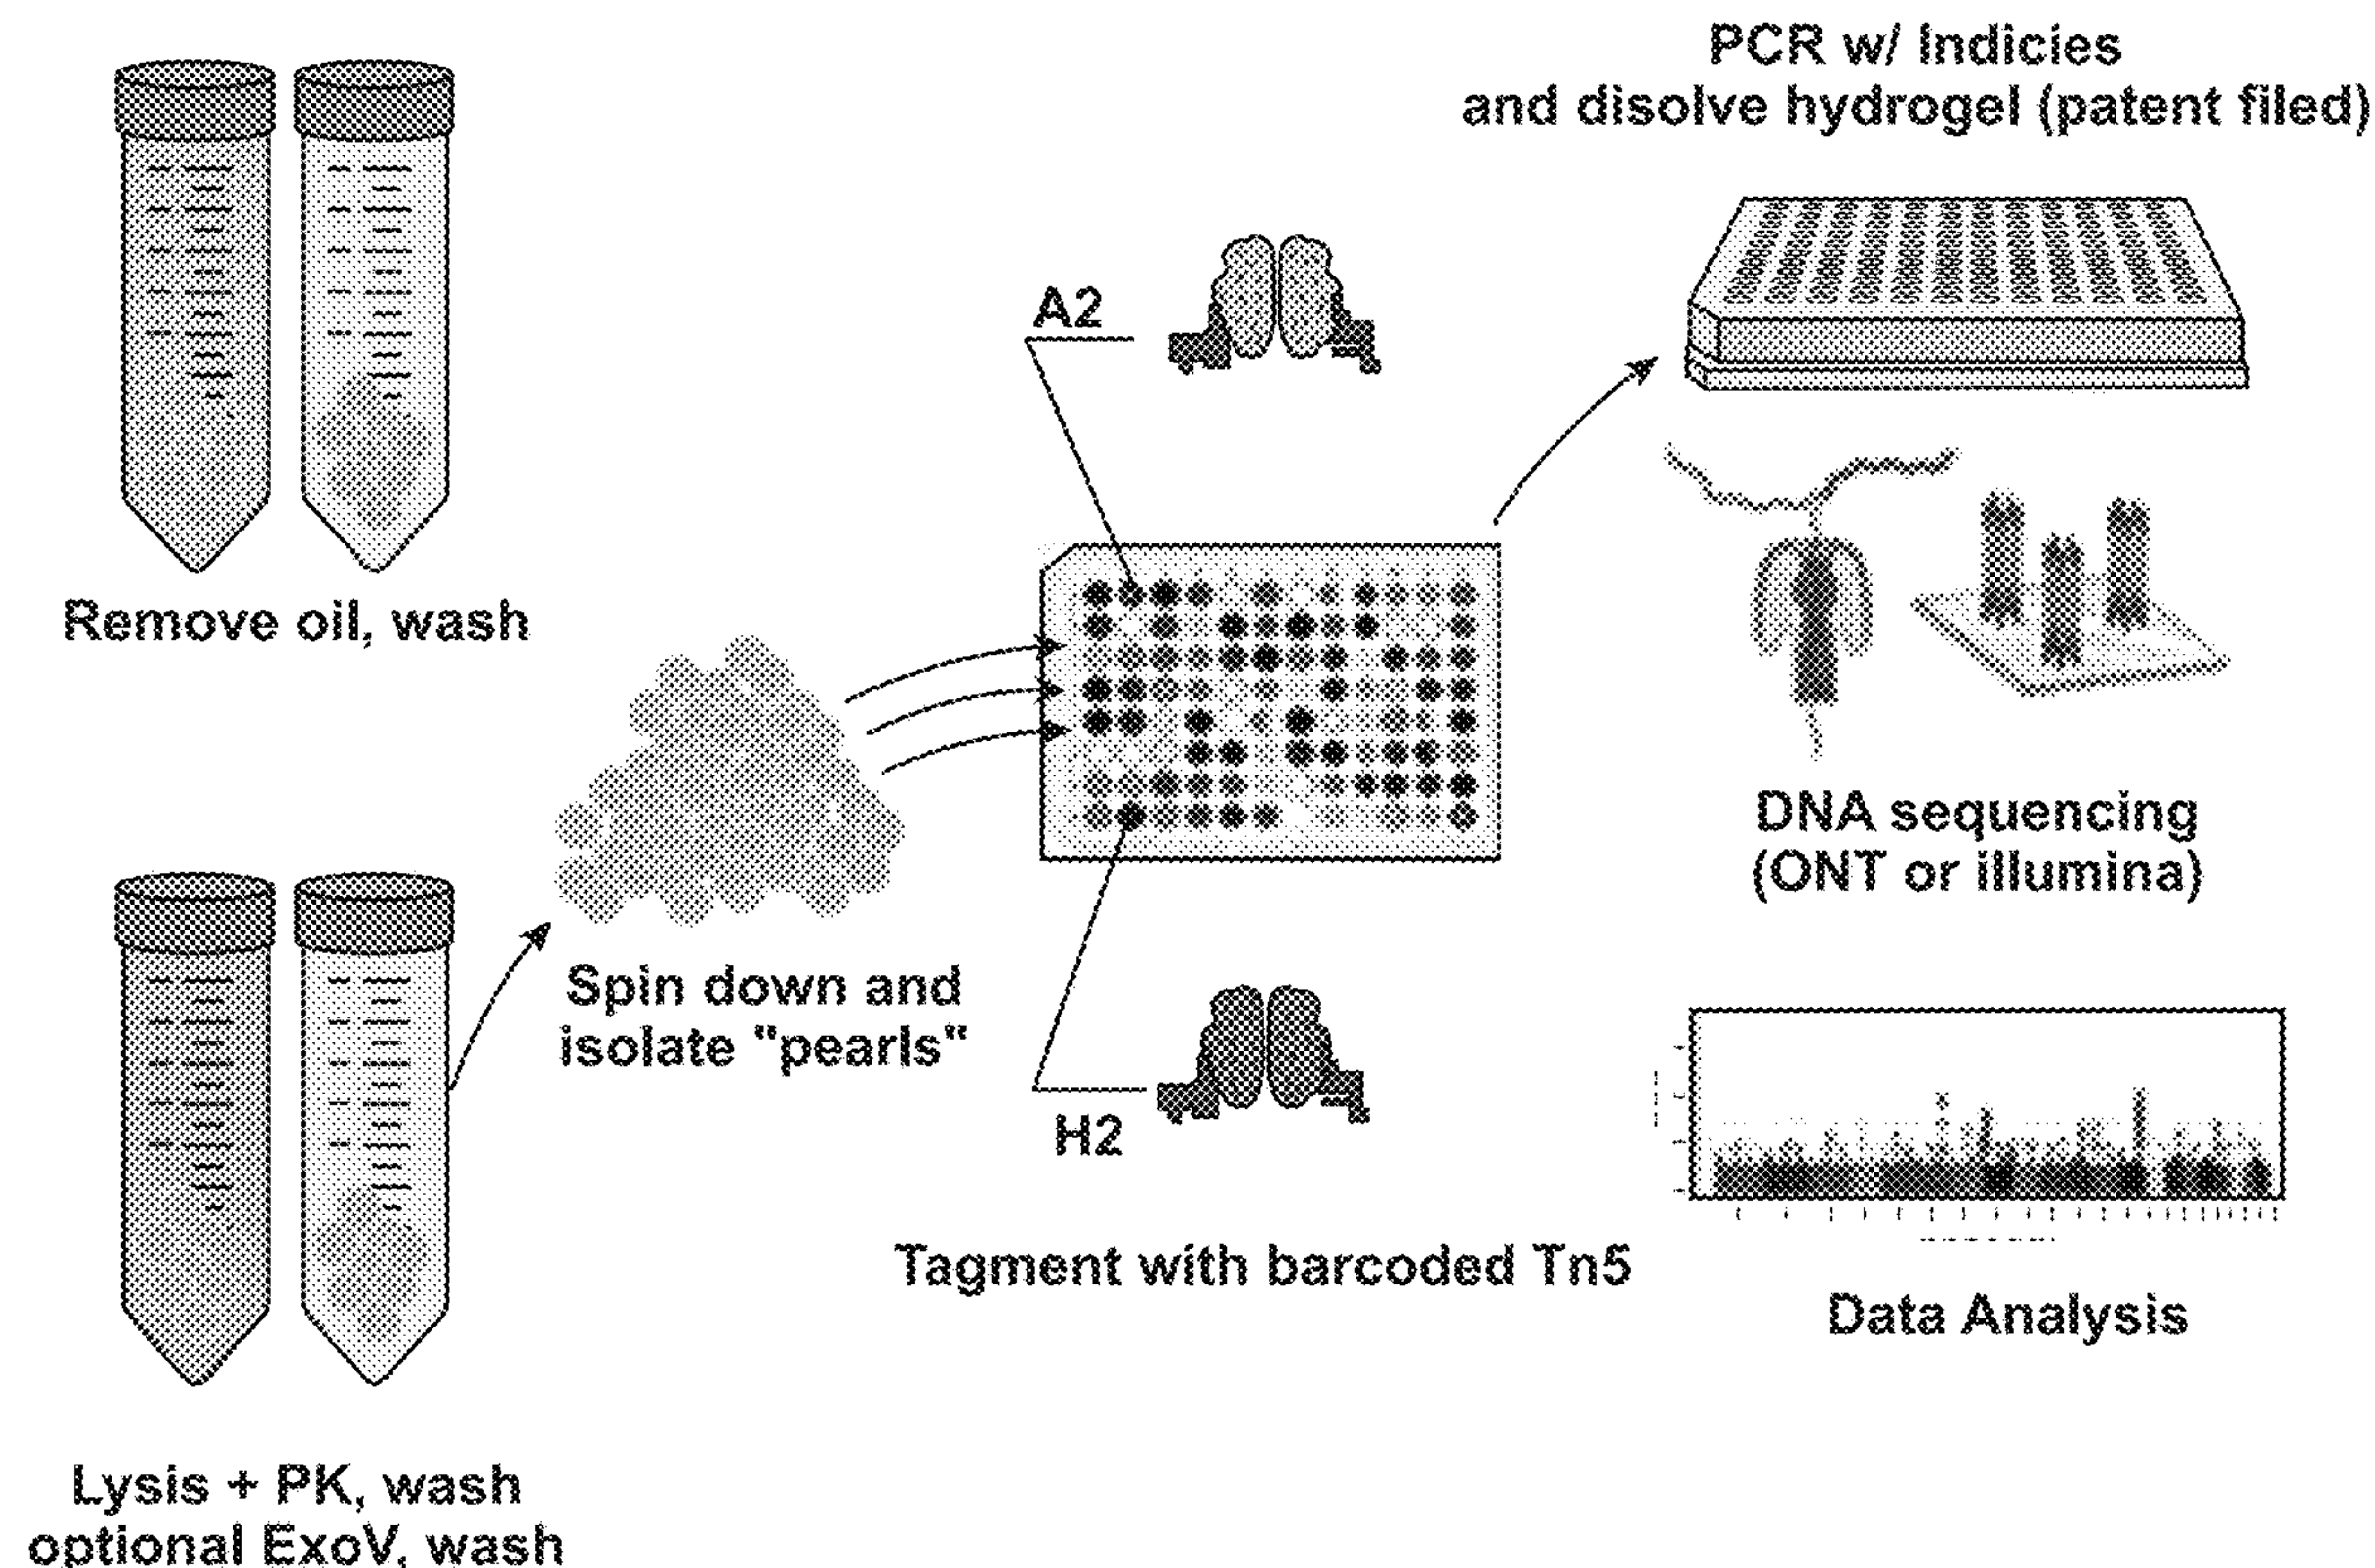 Remove oil, wash
Lysis + PK, wash
optional ExoV, wash
Spin down and
isolate "pearls"
A2
H2
Tagment with barcoded Tn5
PCR w/ Indicies
and disolve hydrogel (patent filed)
DNA sequencing
(ONT or illumina)
Data Analysis